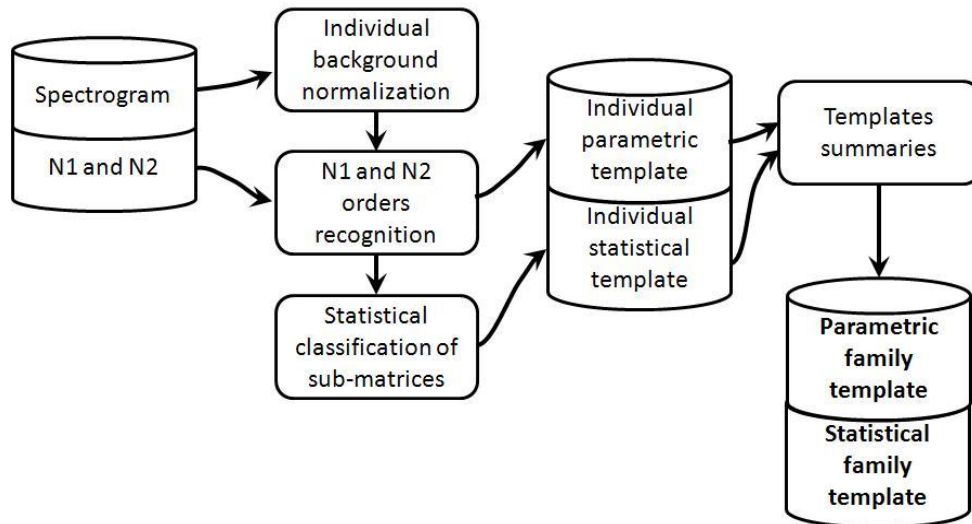 Spectrogram
N1 and N2
Individual
background
normalization
N1 and N2
orders
recognition
Statistical
classification of
sub-matrices
Individual
parametric
template
Individual
statistical
template
Templates
summaries
Parametric
family
template
Statistical
family
template